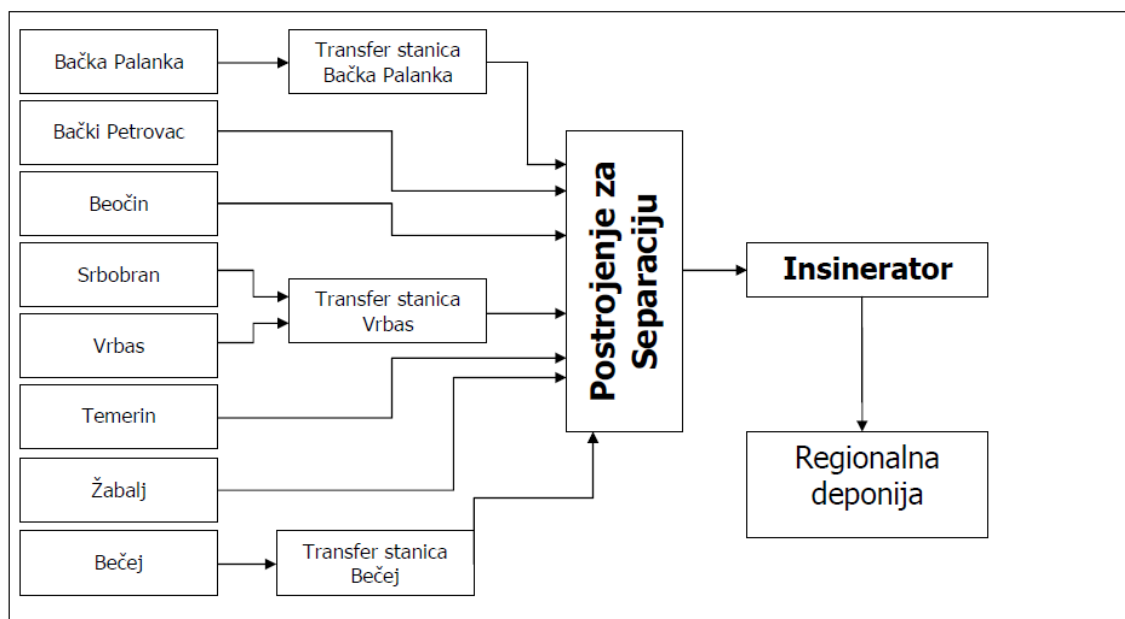 Bačka Palanka
Transfer stanica
Bačka Palanka
Bački Petrovac
Beočin
Srbobran
Transfer stanica
Vrbas
Vrbas
Temerin
Žabalj
Bečej
Transfer stanica
Bečej
Postrojenje za
Separaciju
Insinerator
Regionalna
deponija